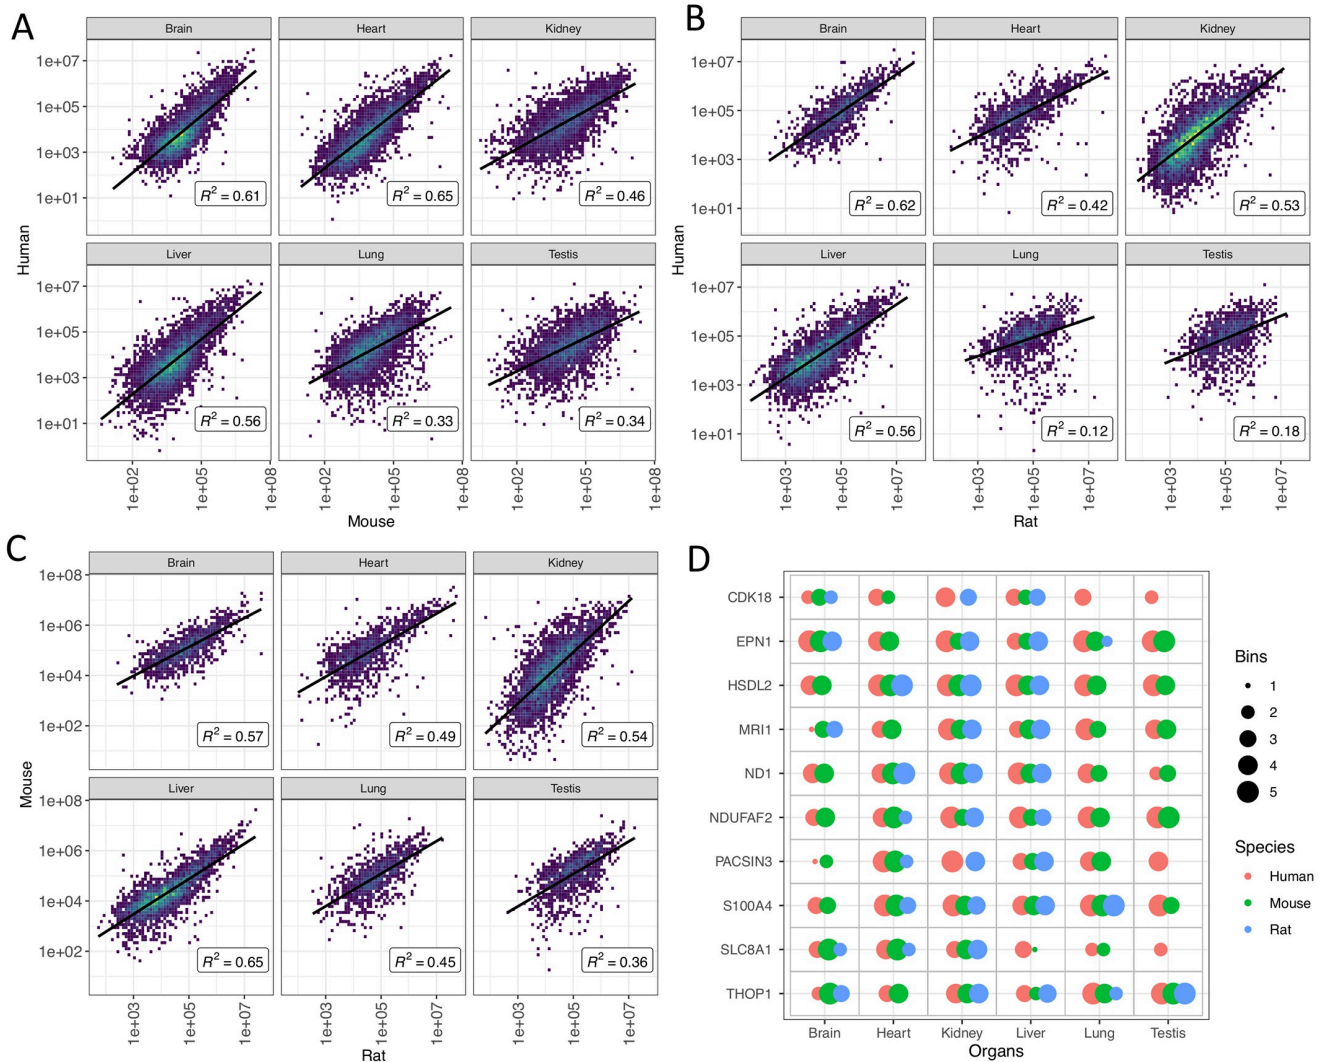 A
Brain Heart Kidney
1e+07
1e+05
1e+03
1e+01
R² = 0.61 R² = 0.65 R² = 0.46
Human
Liver Lung Testis
1e+07
1e+05
1e+03
1e+01
R² = 0.56 R² = 0.33 R² = 0.34
1e+02 1e+05 1e+08 1e+02 1e+05 1e+08 1e+02 1e+05 1e+08
Mouse
B
Brain Heart Kidney
1e+07
1e+05
1e+03
1e+01
R² = 0.62 R² = 0.42 R² = 0.53
Human
Liver Lung Testis
1e+07
1e+05
1e+03
1e+01
R² = 0.56 R² = 0.12 R² = 0.18
1e+03 1e+05 1e+07 1e+03 1e+05 1e+07 1e+03 1e+05 1e+07
Rat
C
Brain Heart Kidney
1e+08
1e+06
1e+04
1e+02
R² = 0.57 R² = 0.49 R² = 0.54
Mouse
Liver Lung Testis
1e+08
1e+06
1e+04
1e+02
R² = 0.65 R² = 0.45 R² = 0.36
1e+03 1e+05 1e+07 1e+03 1e+05 1e+07 1e+03 1e+05 1e+07
Rat
D
CDK18
EPN1
HSDL2
MRI1
ND1
NDUFAF2
PACSIN3
S100A4
SLC8A1
THOP1
Brain Heart Kidney Liver Lung Testis
Organs
Bins
1
2
3
4
5
Species
Human
Mouse
Rat